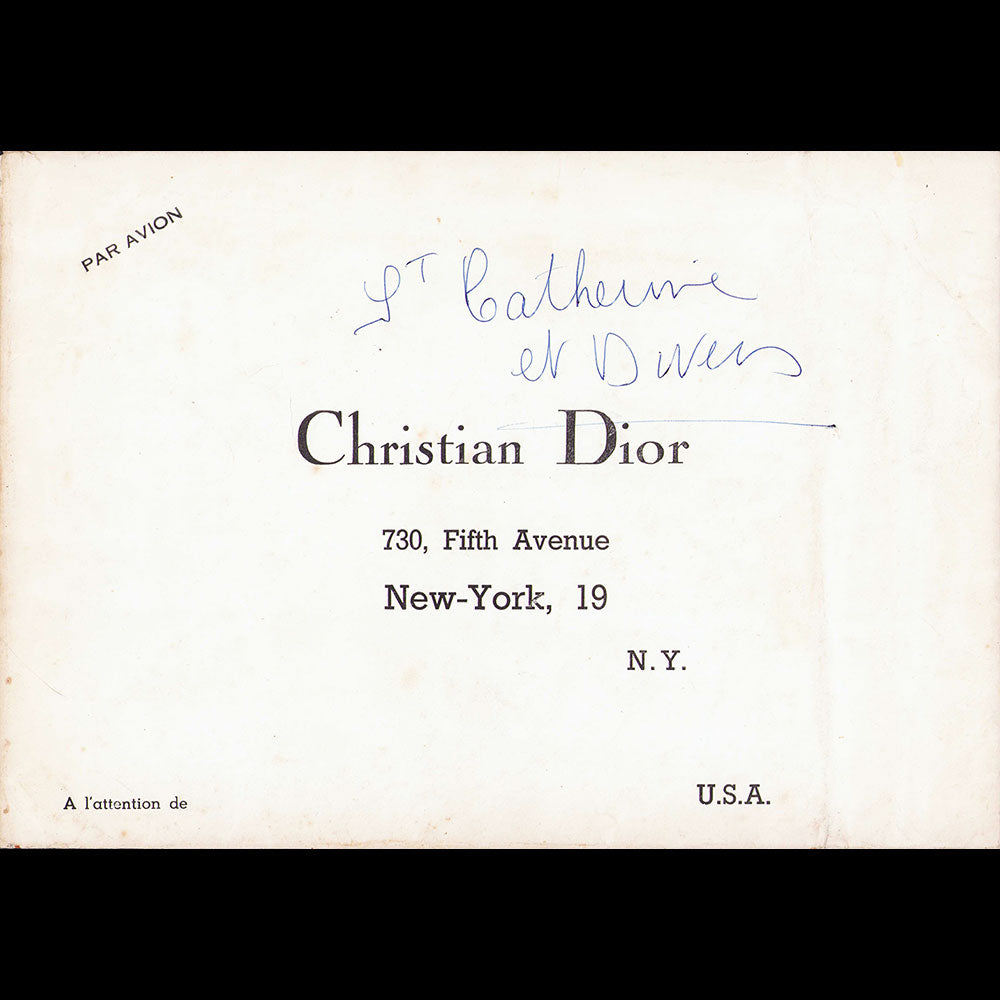 PAR AVION
S^T Catherine
et Divers
Christian Dior
730, Fifth Avenue
New-York, 19
N.Y.
A l'attention de
U.S.A.